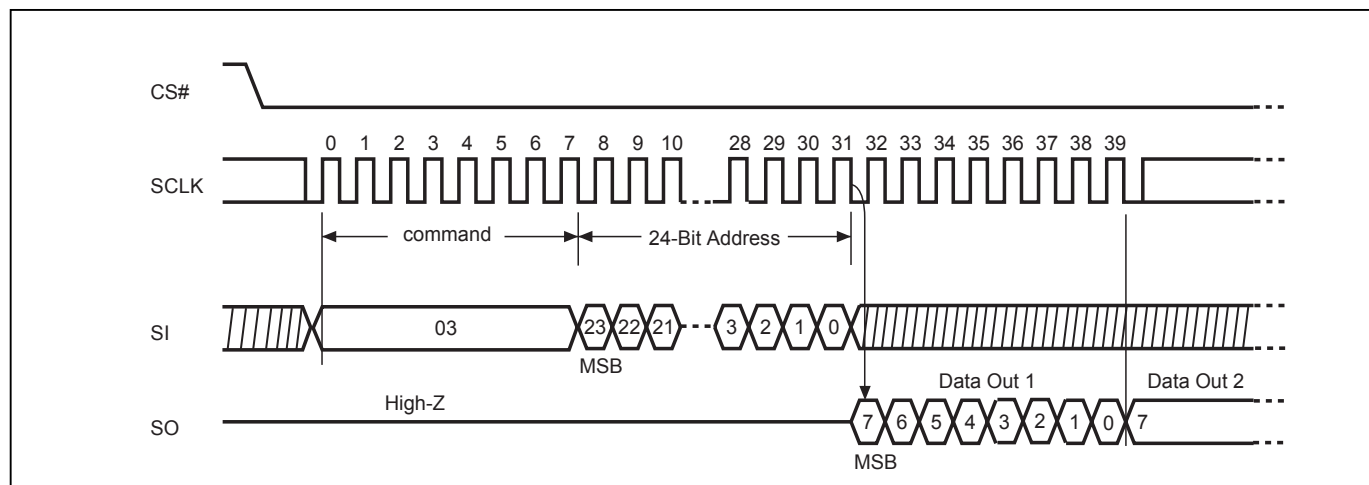 CS#
0 1 2 3 4 5 6 7 8 9 10 28 29 30 31 32 33 34 35 36 37 38 39
SCLK
command 24-Bit Address
SI 03 23 22 21 3 2 1 0
MSB Data Out 1 Data Out 2
High-Z
SO 7 6 5 4 3 2 1 0 7
MSB